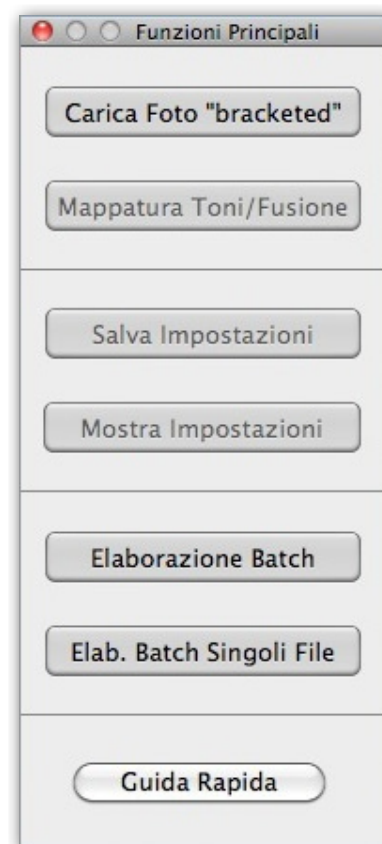 Funzioni Principali
Carica Foto "bracketed"
Mappatura Toni/Fusione
Salva Impostazioni
Mostra Impostazioni
Elaborazione Batch
Elab. Batch Singoli File
Guida Rapida